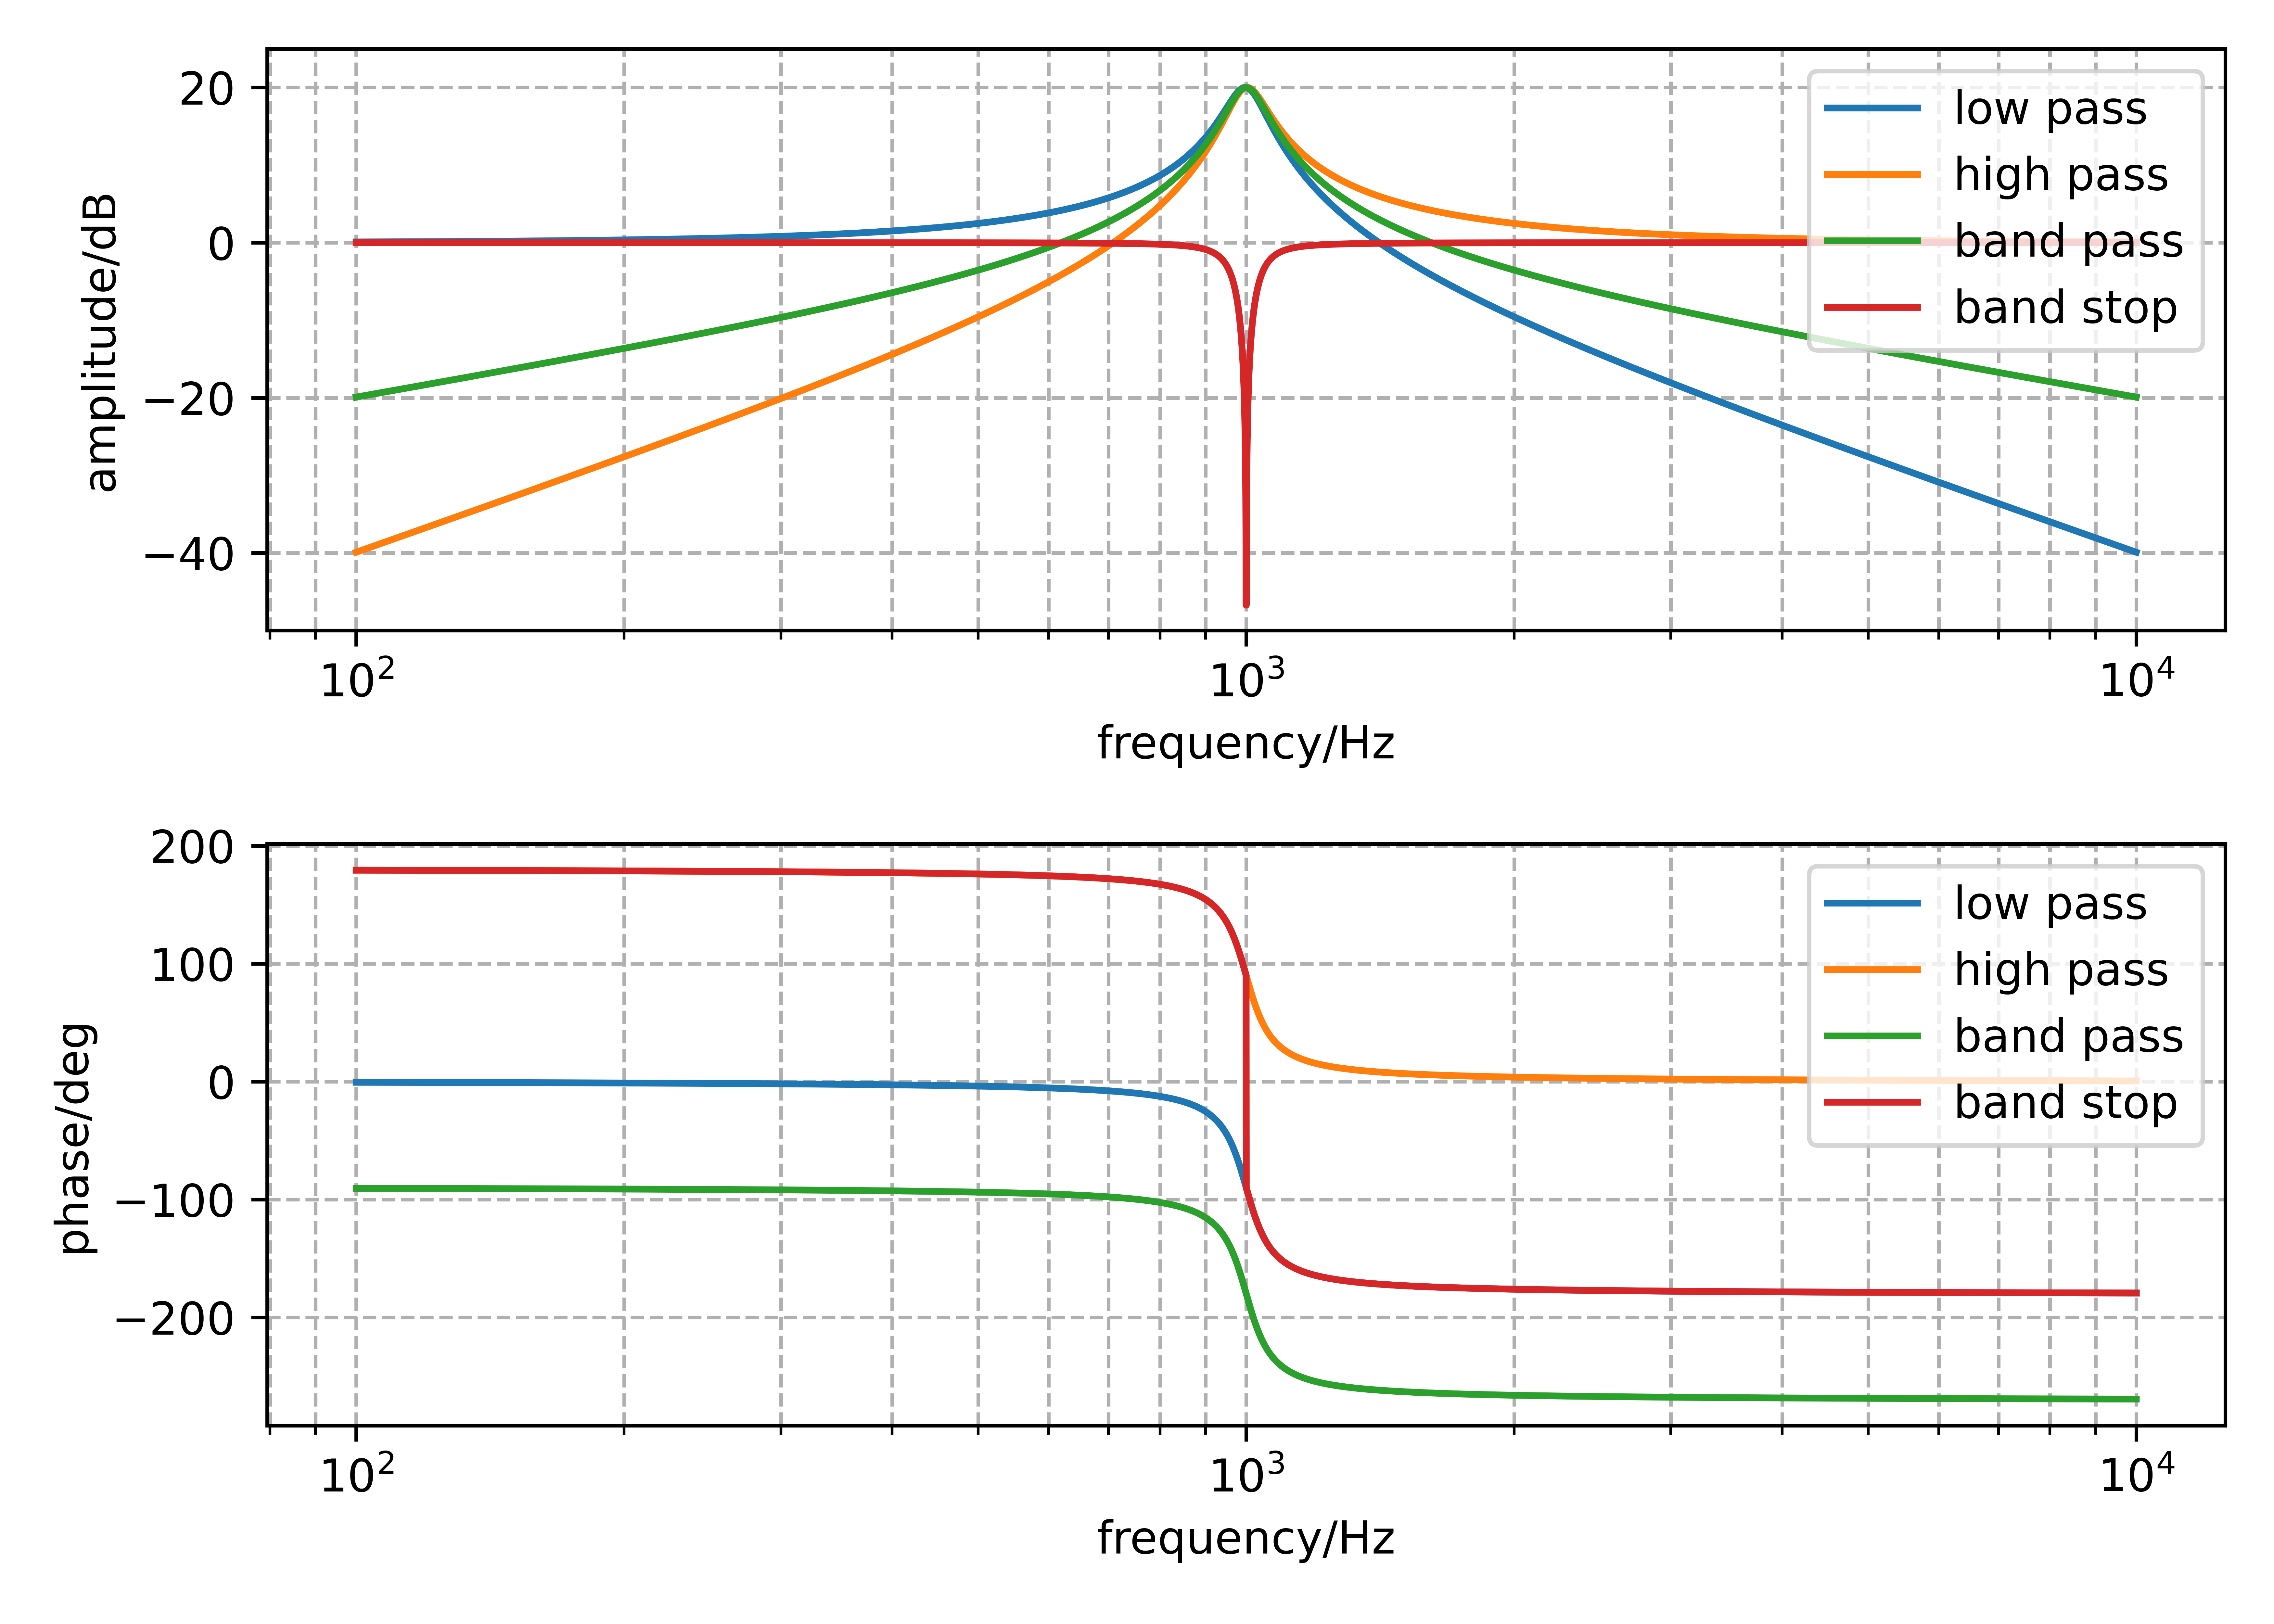 amplitude/dB
20
0
−20
−40
low pass
high pass
band pass
band stop
10²
10³
10⁴
frequency/Hz
phase/deg
200
100
0
−100
−200
low pass
high pass
band pass
band stop
10²
10³
10⁴
frequency/Hz